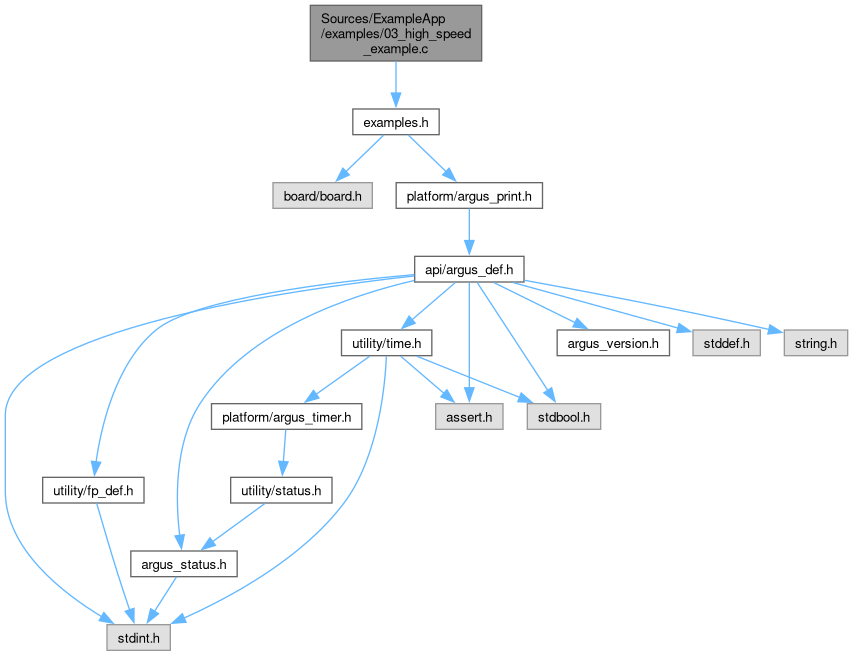 Sources/ExampleApp
/examples/03_high_speed
_example.c
examples.h
board/board.h
platform/argus_print.h
api/argus_def.h
utility/time.h
argus_version.h
stddef.h
string.h
platform/argus_timer.h
assert.h
stdbool.h
utility/fp_def.h
utility/status.h
argus_status.h
stdint.h